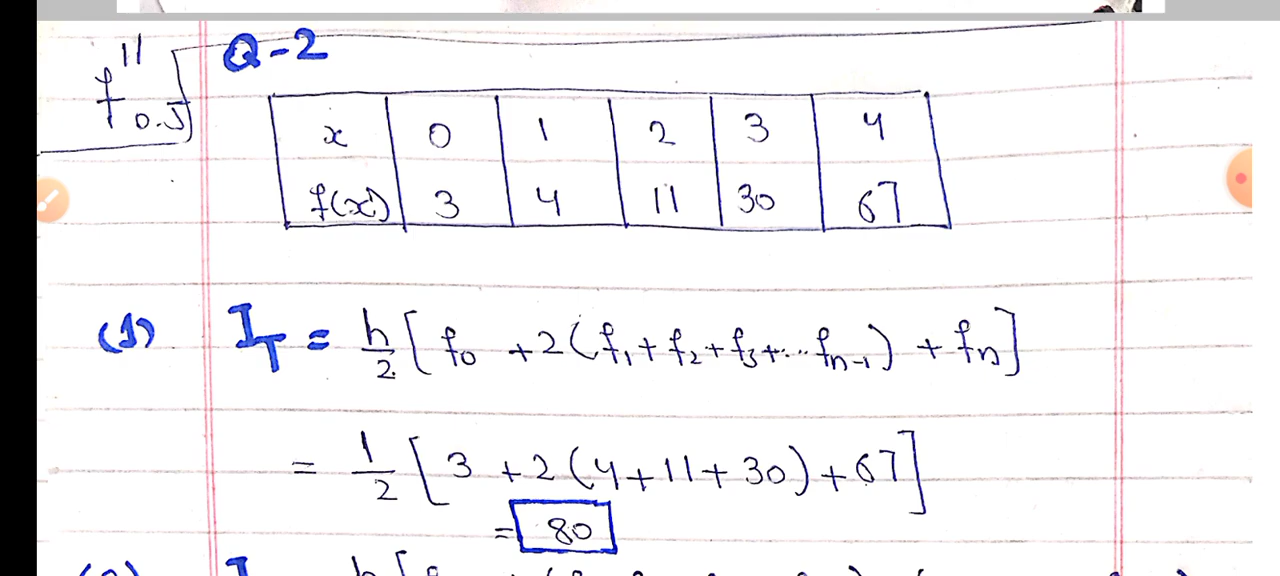 Q-2
f'' 0.5
x 0 1 2 3 4
f(x) 3 4 11 30 67
(1) I_T = h/2 [ f₀ + 2 ( f₁ + f₂ + f₃ + .... fₙ₋₁ ) + fₙ ]
= 1/2 [ 3 + 2 ( 4 + 11 + 30 ) + 67 ]
= 80